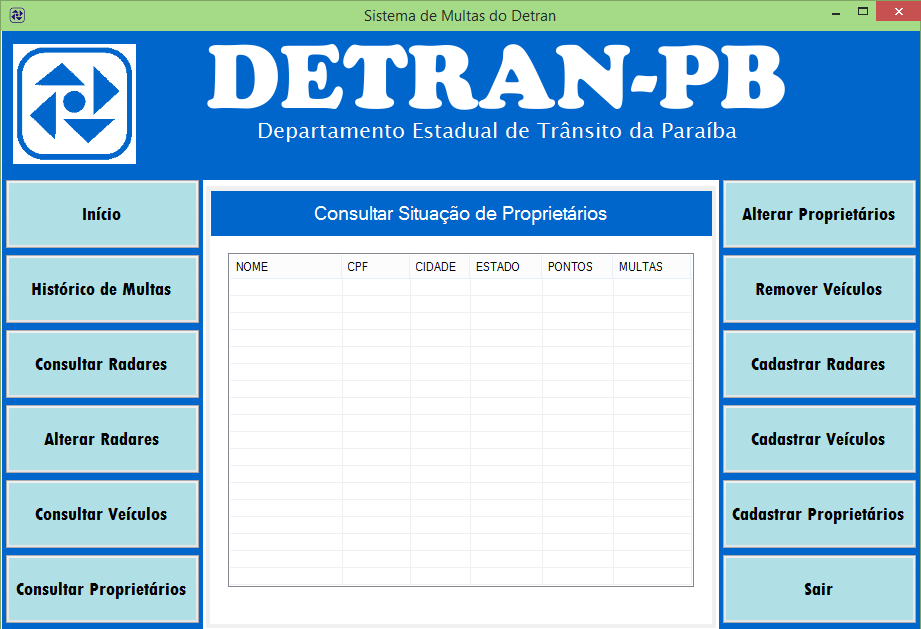 Sistema de Multas do Detran
DETRAN-PB
Departamento Estadual de Trânsito da Paraíba
Início
Histórico de Multas
Consultar Radares
Alterar Radares
Consultar Veículos
Consultar Proprietários
Consultar Situação de Proprietários
NOME CPF CIDADE ESTADO PONTOS MULTAS
Alterar Proprietários
Remover Veículos
Cadastrar Radares
Cadastrar Veículos
Cadastrar Proprietários
Sair